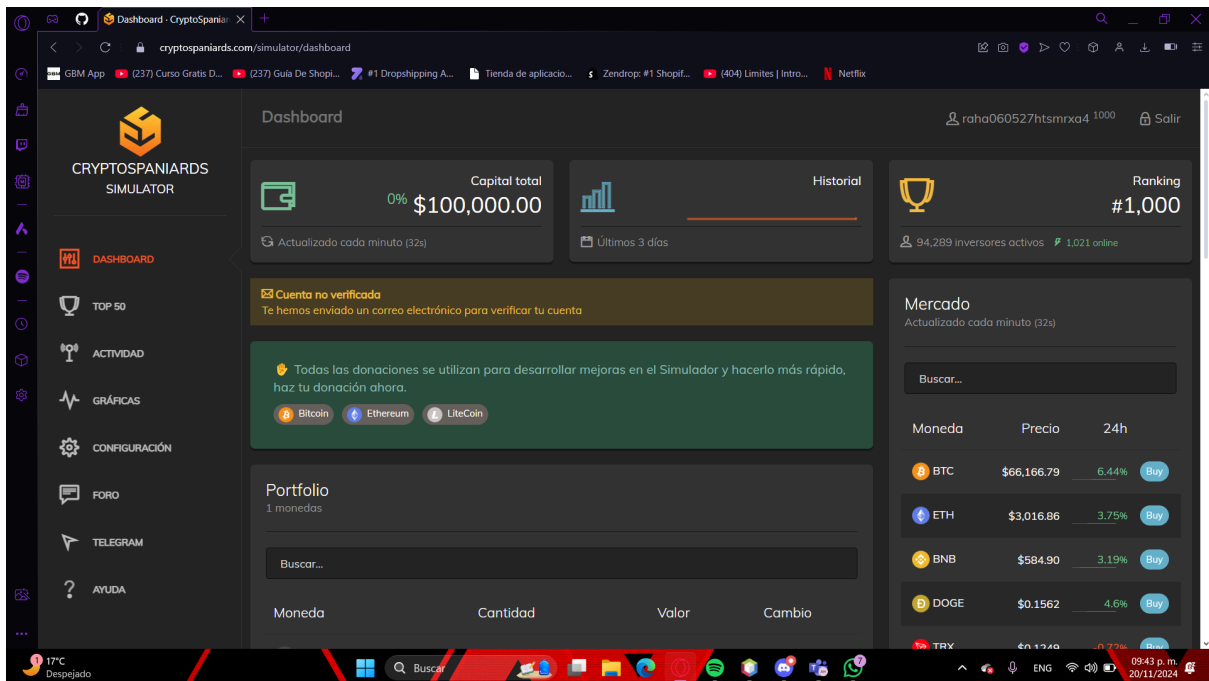 Dashboard · CryptoSpaniar
cryptospaniards.com/simulator/dashboard
GBM App
(237) Curso Gratis D...
(237) Guía De Shopi...
#1 Dropshipping A...
Tienda de aplicacio...
Zendrop: #1 Shopif...
(404) Limites | Intro...
Netflix
CRYPTOSPANIARDS
SIMULATOR
DASHBOARD
TOP 50
ACTIVIDAD
GRÁFICAS
CONFIGURACIÓN
FORO
TELEGRAM
AYUDA
Dashboard
raha060527htsmrxa4 1000
Salir
Capital total
0% $100,000.00
Actualizado cada minuto (32s)
Historial
Últimos 3 días
Ranking
#1,000
94,289 inversores activos 1,021 online
Cuenta no verificada
Te hemos enviado un correo electrónico para verificar tu cuenta
Todas las donaciones se utilizan para desarrollar mejoras en el Simulador y hacerlo más rápido,
haz tu donación ahora.
Bitcoin
Ethereum
LiteCoin
Portfolio
1 monedas
Buscar...
Moneda Cantidad Valor Cambio
Mercado
Actualizado cada minuto (32s)
Buscar...
Moneda Precio 24h
BTC $66,166.79 6.44% Buy
ETH $3,016.86 3.75% Buy
BNB $584.90 3.19% Buy
DOGE $0.1562 4.6% Buy
TRX $0.1249 -0.72% Buy
1
17°C
Despejado
Buscar
7
ENG
09:43 p. m.
20/11/2024